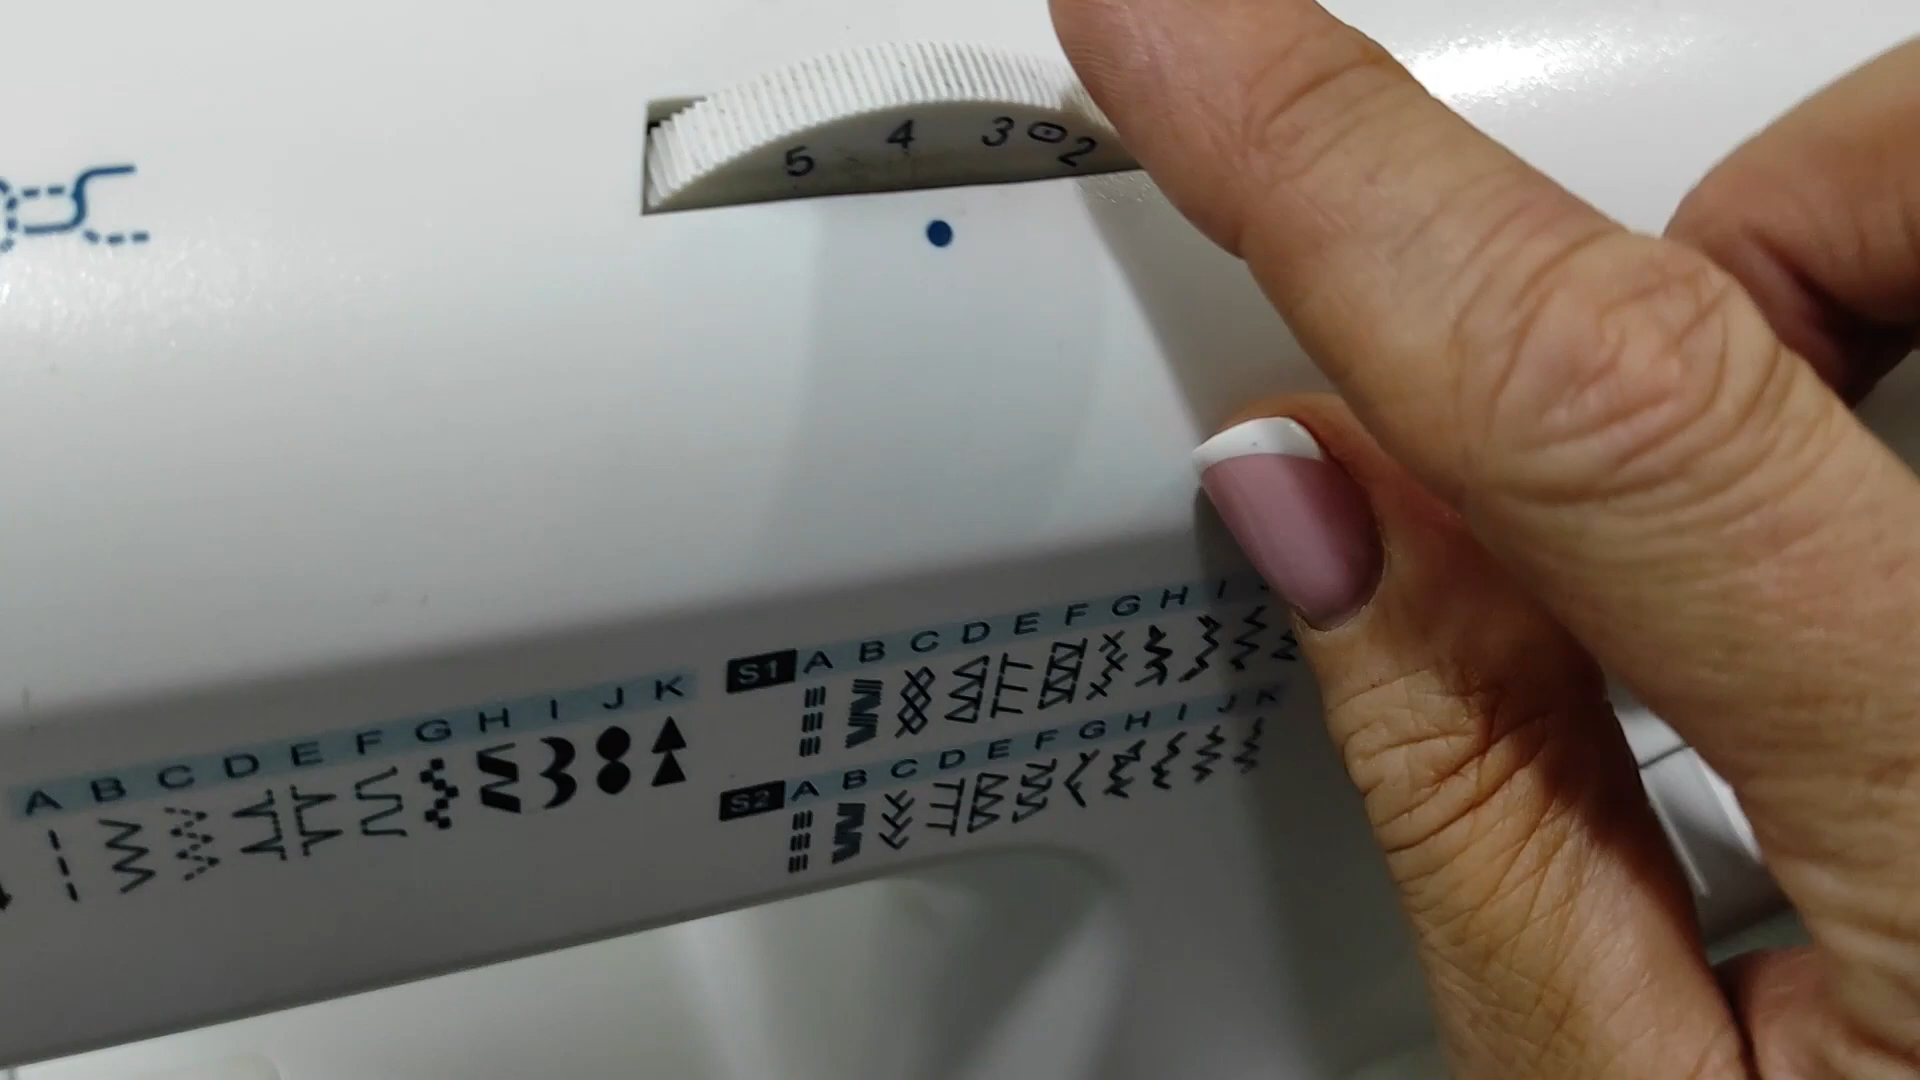 5 4 3 2
S1 A B C D E F G H I
A B C D E F G H I J K
S2 A B C D E F G H I J K